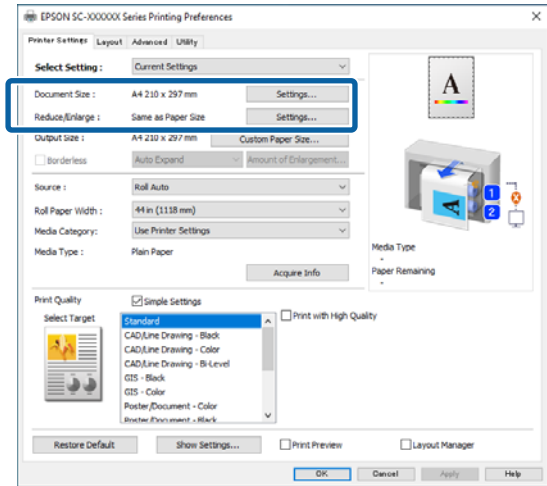 EPSON SC-XXXXXX Series Printing Preferences
Printer Settings Layout Advanced Utility
Select Setting : Current Settings
Document Size : A4 210 x 297 mm Settings...
Reduce/Enlarge : Same as Paper Size Settings...
Output Size : A4 210 x 297 mm Custom Paper Size...
Borderless Auto Expand Amount of Enlargement...
Source : Roll Auto
Roll Paper Width : 44 in (1118 mm)
Media Category: Use Printer Settings
Media Type : Plain Paper
Acquire Info
A
A
1
2
Media Type
-
Paper Remaining
-
Print Quality Simple Settings
Select Target
Standard
CAD/Line Drawing - Black
CAD/Line Drawing - Color
CAD/Line Drawing - Bi-Level
GIS - Black
GIS - Color
Poster/Document - Color
Poster/Document - Black
Print with High Quality
Restore Default Show Settings... Print Preview Layout Manager
OK Cancel Apply Help